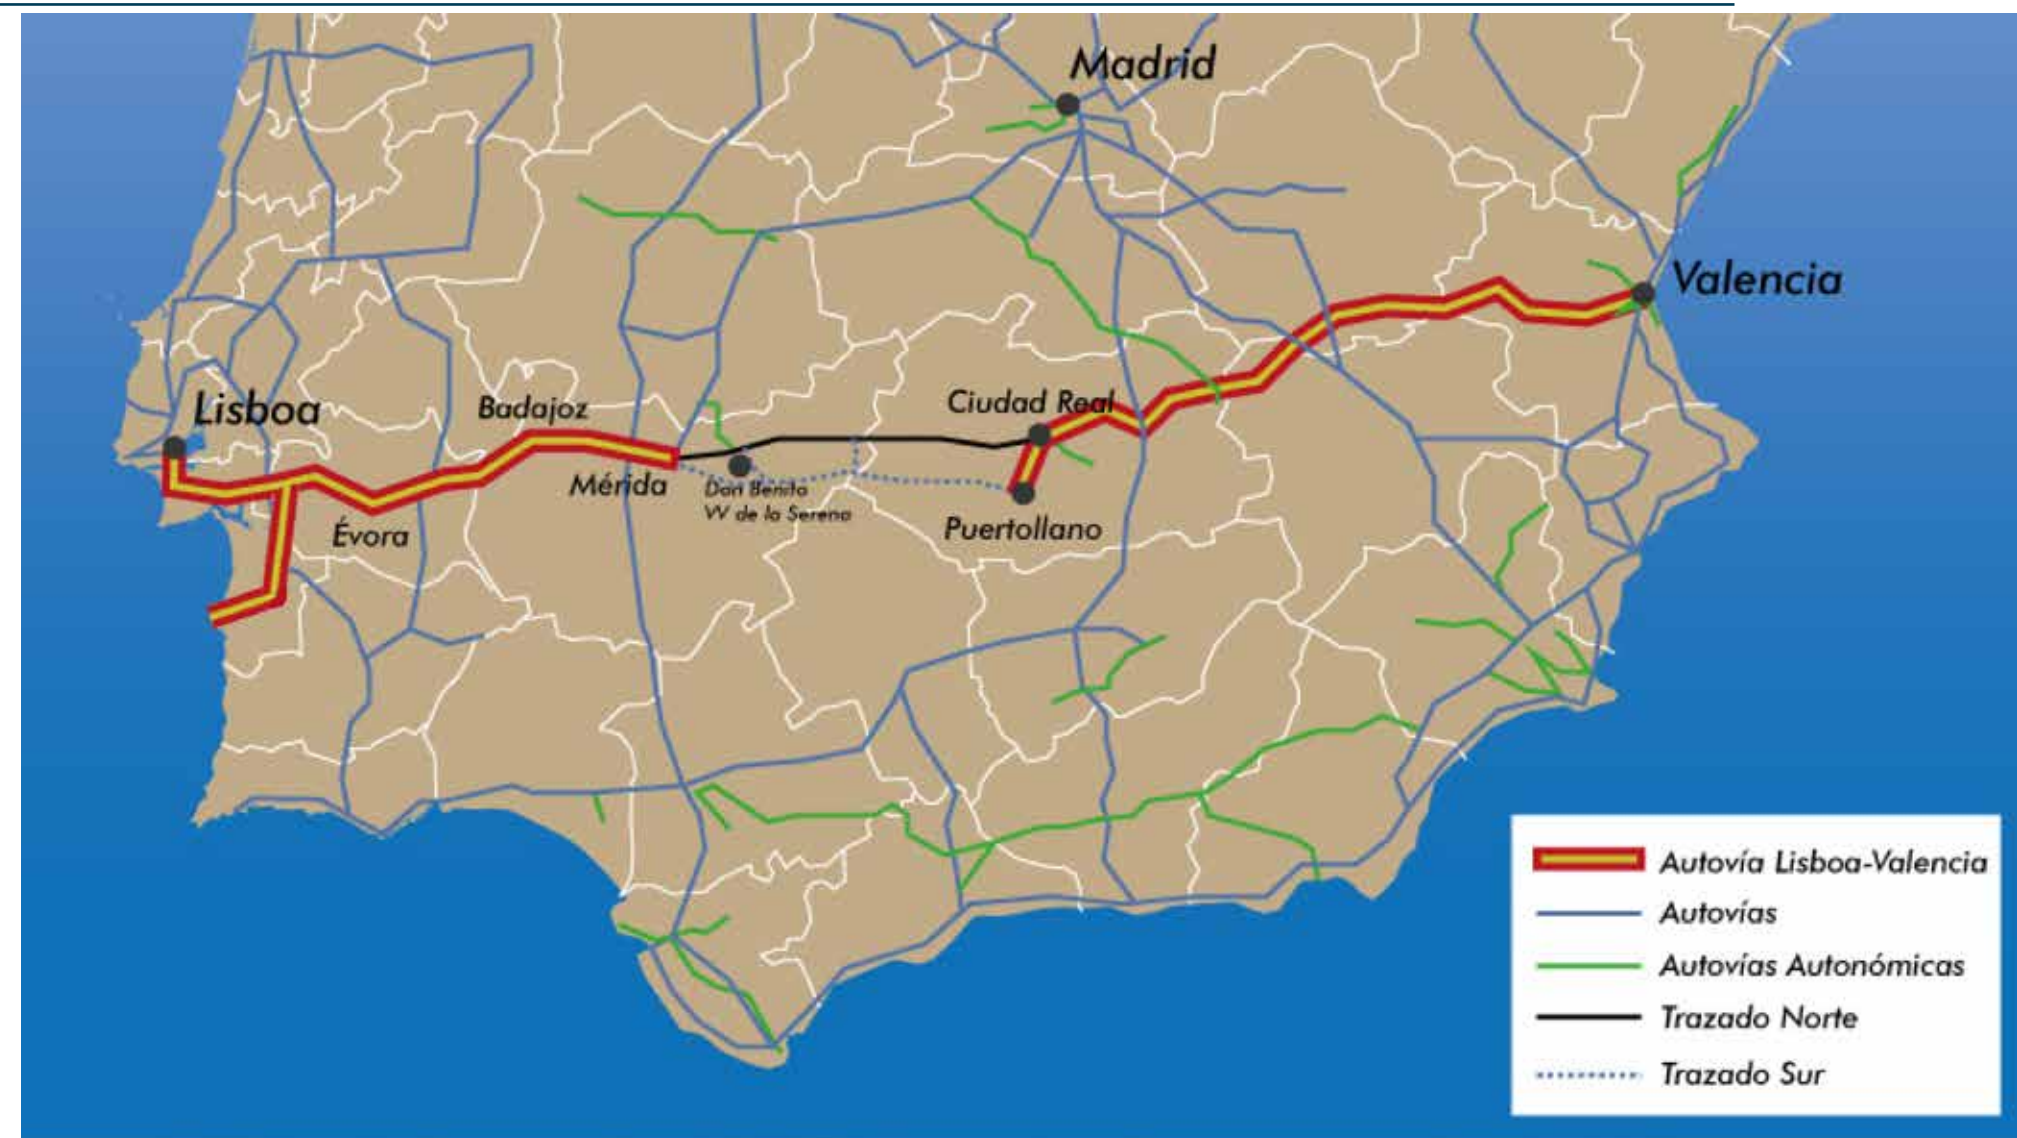 Madrid
Valencia
Lisboa
Badajoz
Ciudad Real
Mérida
Don Benito
VV de la Serena
Évora
Puertollano
Autovía Lisboa-Valencia
Autovías
Autovías Autonómicas
Trazado Norte
Trazado Sur